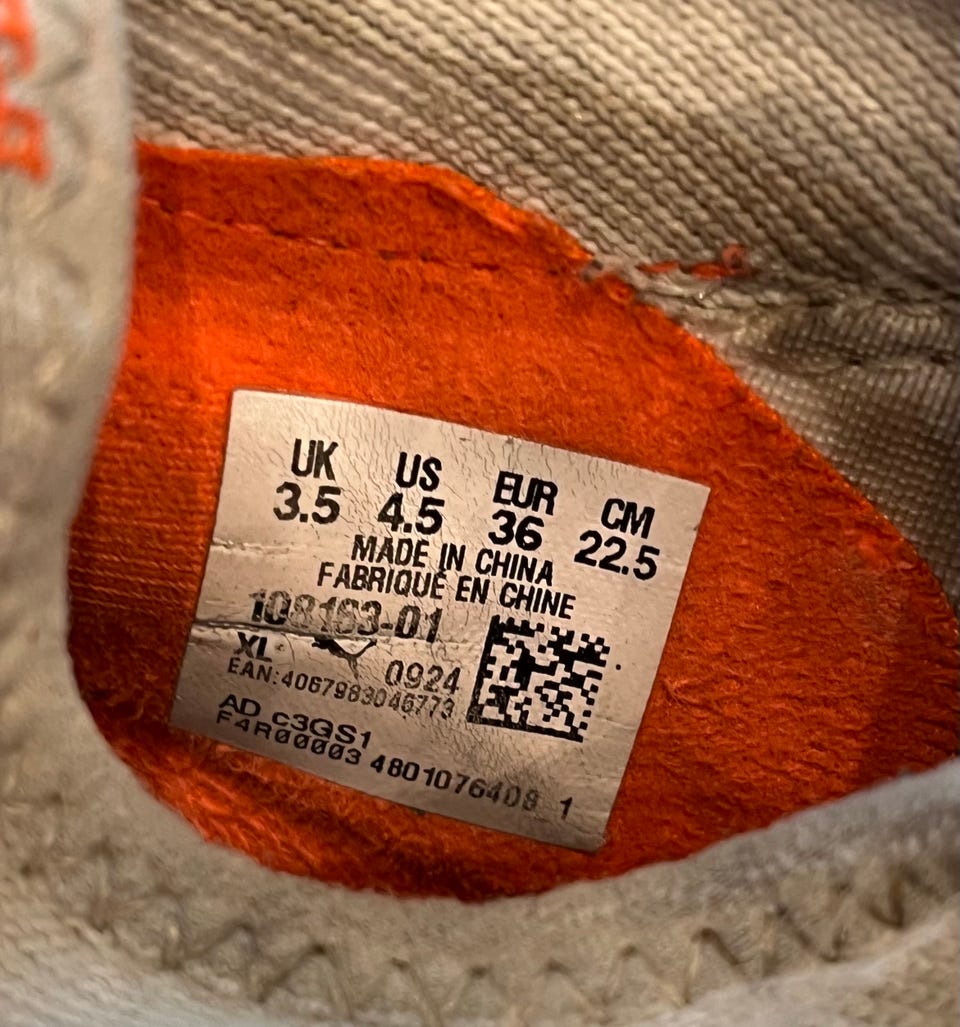 UK US EUR CM
3.5 4.5 36 22.5
MADE IN CHINA
FABRIQUÉ EN CHINE
108163-01
XL 0924
EAN:4067983046773
AD c3GS1
F4R00003 4801076408 1